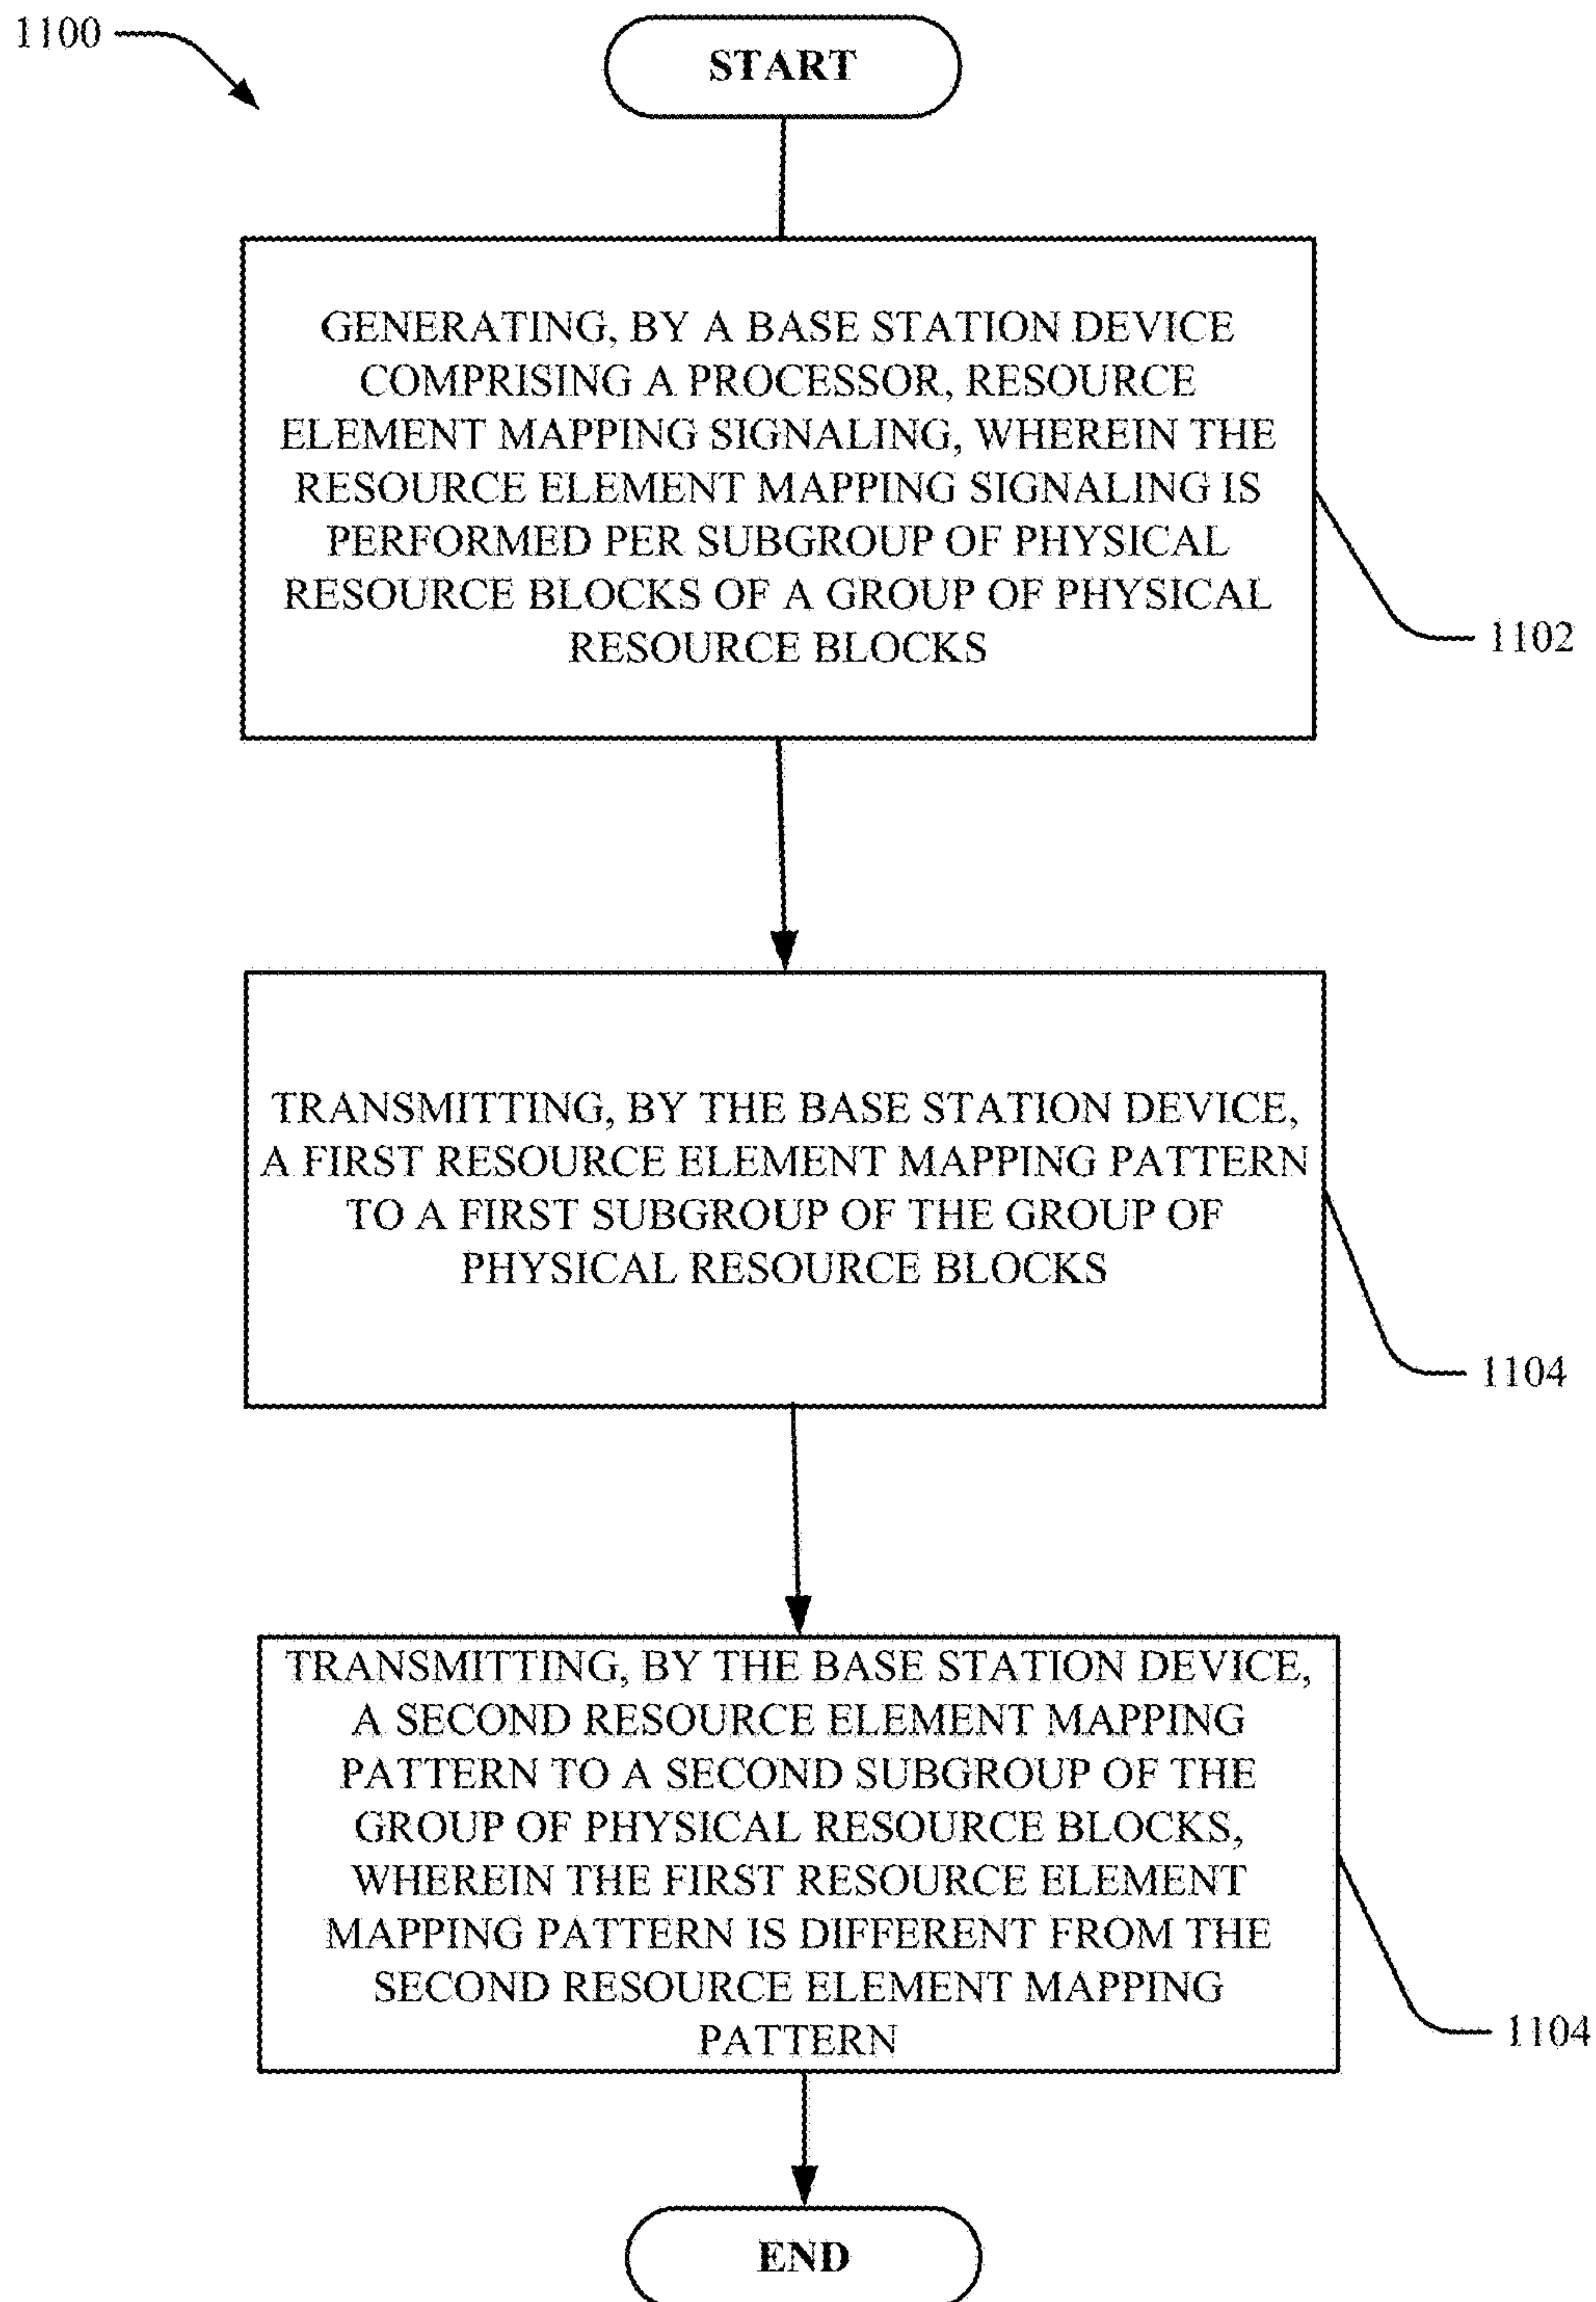 1100
START
GENERATING, BY A BASE STATION DEVICE
COMPRISING A PROCESSOR, RESOURCE
ELEMENT MAPPING SIGNALING, WHEREIN THE
RESOURCE ELEMENT MAPPING SIGNALING IS
PERFORMED PER SUBGROUP OF PHYSICAL
RESOURCE BLOCKS OF A GROUP OF PHYSICAL
RESOURCE BLOCKS
1102
TRANSMITTING, BY THE BASE STATION DEVICE,
A FIRST RESOURCE ELEMENT MAPPING PATTERN
TO A FIRST SUBGROUP OF THE GROUP OF
PHYSICAL RESOURCE BLOCKS
1104
TRANSMITTING, BY THE BASE STATION DEVICE,
A SECOND RESOURCE ELEMENT MAPPING
PATTERN TO A SECOND SUBGROUP OF THE
GROUP OF PHYSICAL RESOURCE BLOCKS,
WHEREIN THE FIRST RESOURCE ELEMENT
MAPPING PATTERN IS DIFFERENT FROM THE
SECOND RESOURCE ELEMENT MAPPING
PATTERN
1104
END